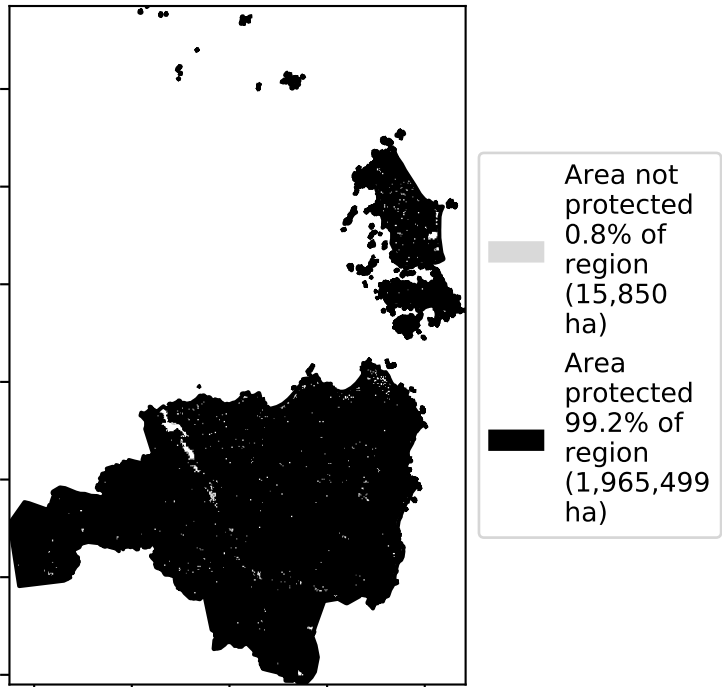 Area not
protected
0.8% of
region
(15,850
ha)
Area
protected
99.2% of
region
(1,965,499
ha)